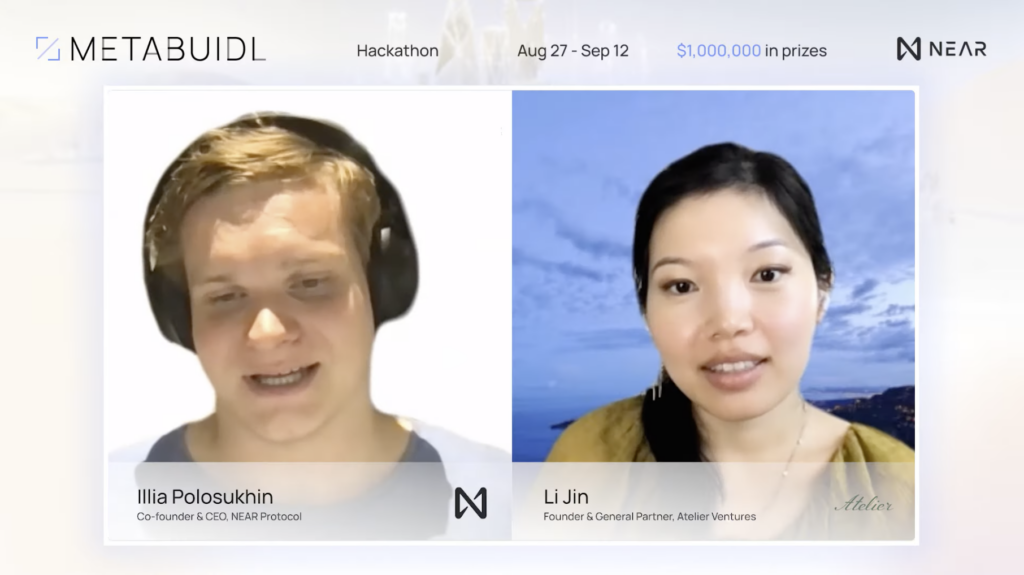 METABUIDL
Hackathon
Aug 27 - Sep 12
$1,000,000 in prizes
NEAR
Illia Polosukhin
Co-founder & CEO, NEAR Protocol
Li Jin
Founder & General Partner, Atelier Ventures
Atelier